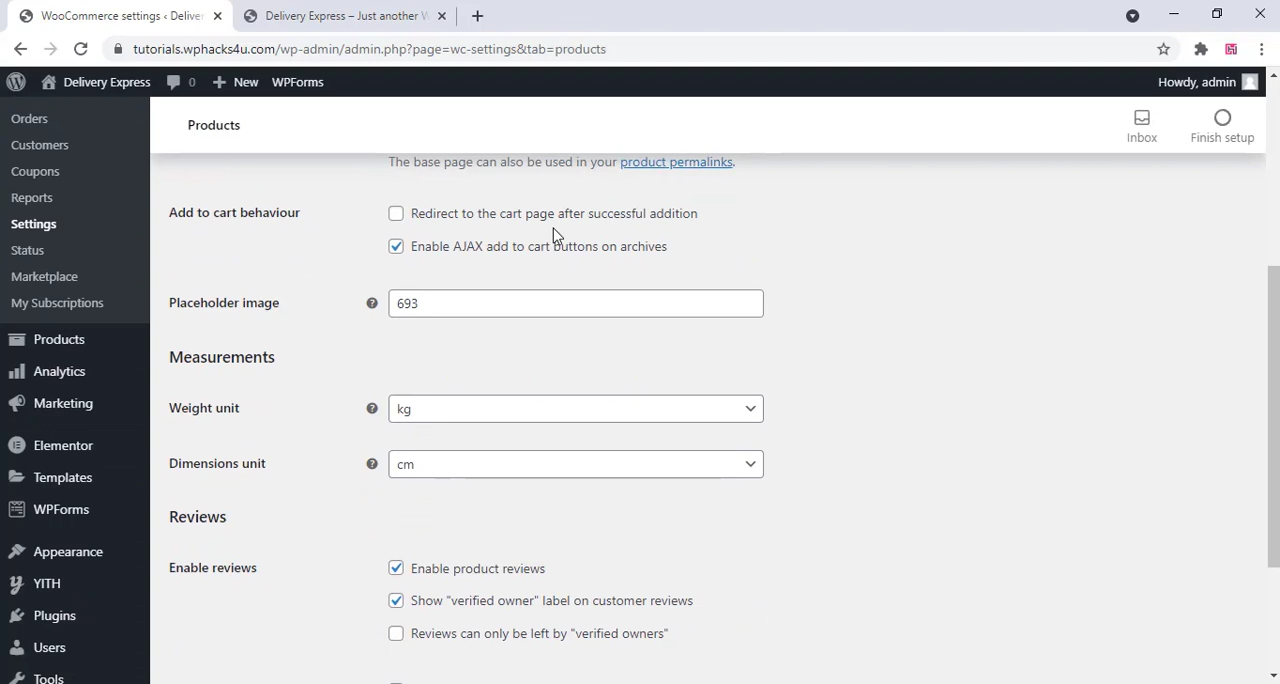 WooCommerce settings ‹ Deliver
Delivery Express – Just another W
tutorials.wphacks4u.com/wp-admin/admin.php?page=wc-settings&tab=products
Delivery Express
0
New
WPForms
Howdy, admin
Orders
Customers
Coupons
Reports
Settings
Status
Marketplace
My Subscriptions
Products
Analytics
Marketing
Elementor
Templates
WPForms
Appearance
YITH
Plugins
Users
Tools
Products
Inbox
Finish setup
The base page can also be used in your product permalinks.
Add to cart behaviour
Redirect to the cart page after successful addition
Enable AJAX add to cart buttons on archives
Placeholder image
693
Measurements
Weight unit
kg
Dimensions unit
cm
Reviews
Enable reviews
Enable product reviews
Show "verified owner" label on customer reviews
Reviews can only be left by "verified owners"